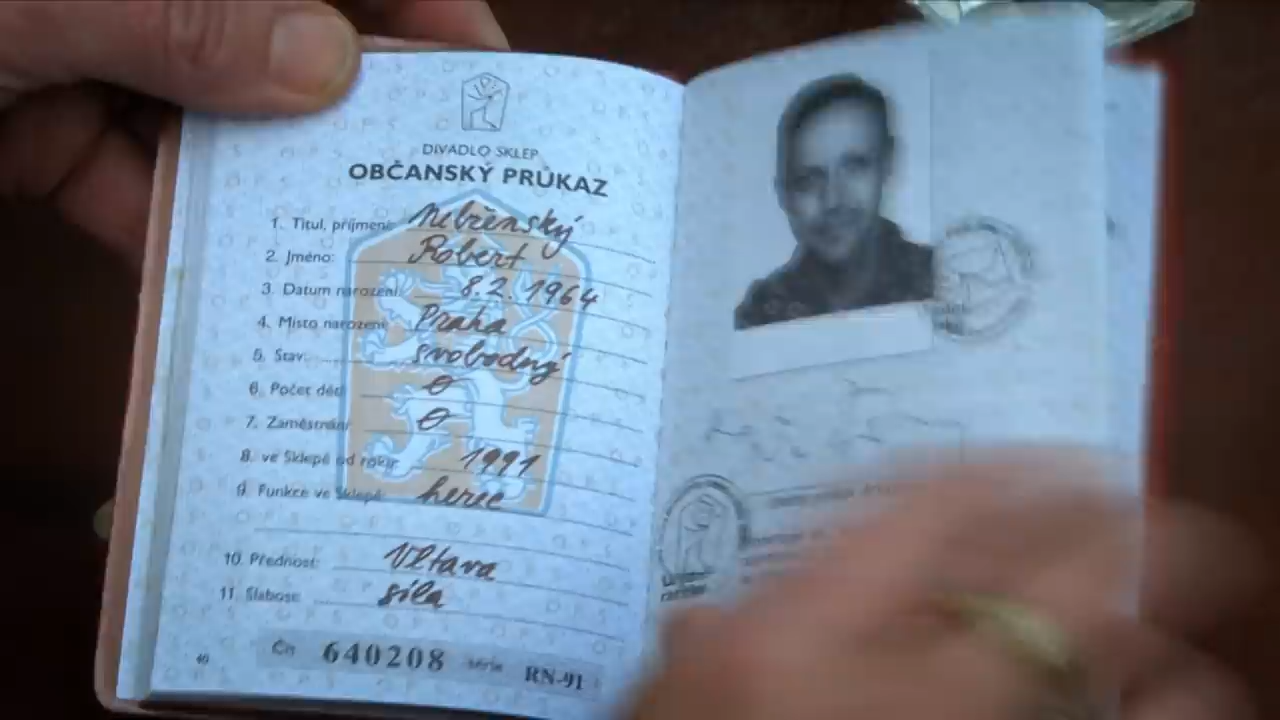 DIVADLO SKLEP
OBČANSKÝ PRŮKAZ
1. Titul, příjmení: Nebřenský
2. Jméno: Robert
3. Datum narození: 8.2.1964
4. Místo narození: Praha
5. Stav: svobodný
6. Počet dětí: 0
7. Zaměstnání: 0
8. ve Sklepě od roku: 1991
9. Funkce ve Sklepě: herec
10. Přednost: Vltava
11. Slabost: síla
Čís 640208 série RN-91
40